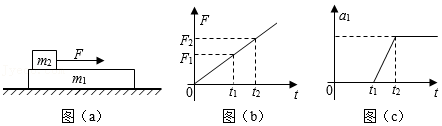 m₂ F
m₁
图（a）
F
F₂
F₁
0 t₁ t₂ t
图（b）
a₁
0 t₁ t₂ t
图（c）